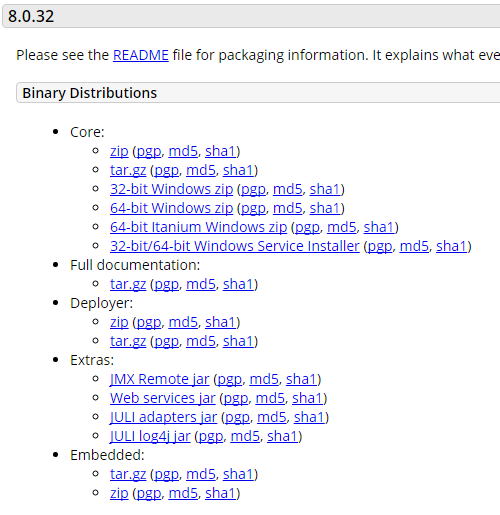 8.0.32
Please see the README file for packaging information. It explains what eve
Binary Distributions
Core:
zip (pgp, md5, sha1)
tar.gz (pgp, md5, sha1)
32-bit Windows zip (pgp, md5, sha1)
64-bit Windows zip (pgp, md5, sha1)
64-bit Itanium Windows zip (pgp, md5, sha1)
32-bit/64-bit Windows Service Installer (pgp, md5, sha1)
Full documentation:
tar.gz (pgp, md5, sha1)
Deployer:
zip (pgp, md5, sha1)
tar.gz (pgp, md5, sha1)
Extras:
JMX Remote jar (pgp, md5, sha1)
Web services jar (pgp, md5, sha1)
JULI adapters jar (pgp, md5, sha1)
JULI log4j jar (pgp, md5, sha1)
Embedded:
tar.gz (pgp, md5, sha1)
zip (pgp, md5, sha1)